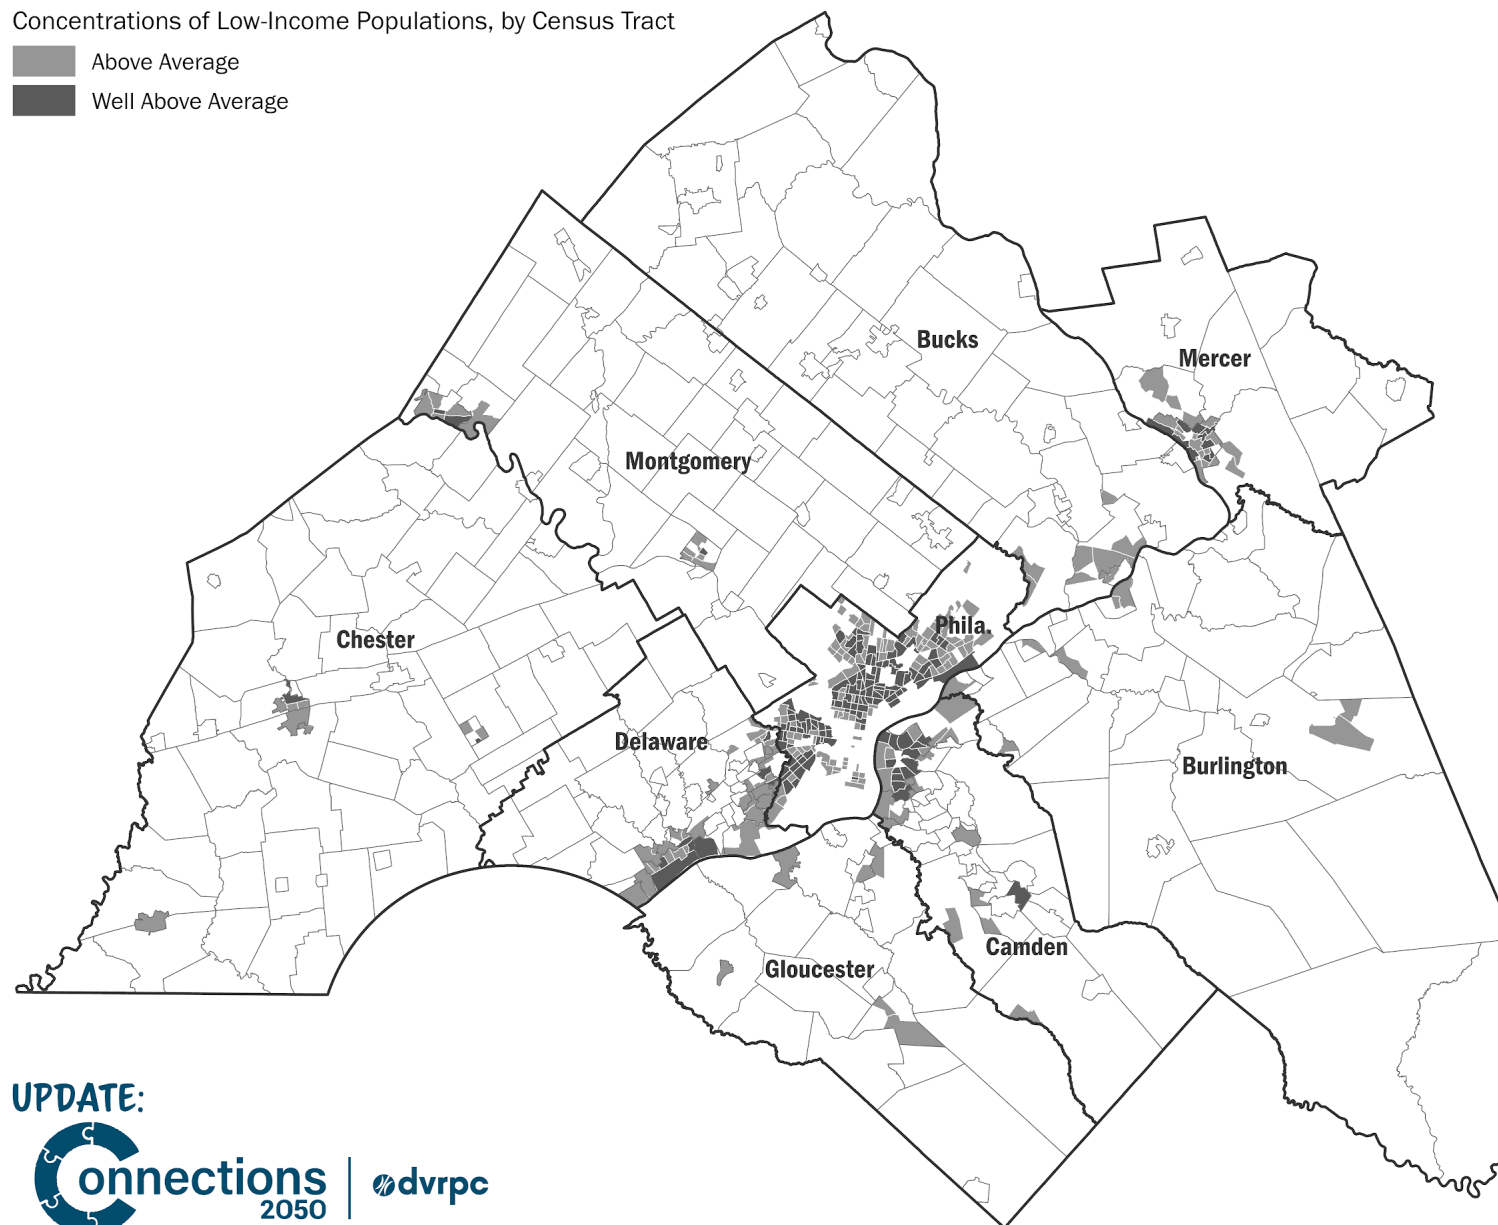 Concentrations of Low-Income Populations, by Census Tract
Above Average
Well Above Average
Bucks
Mercer
Montgomery
Phila.
Chester
Delaware
Burlington
Camden
Gloucester
UPDATE:
Connections
2050
dvrpc